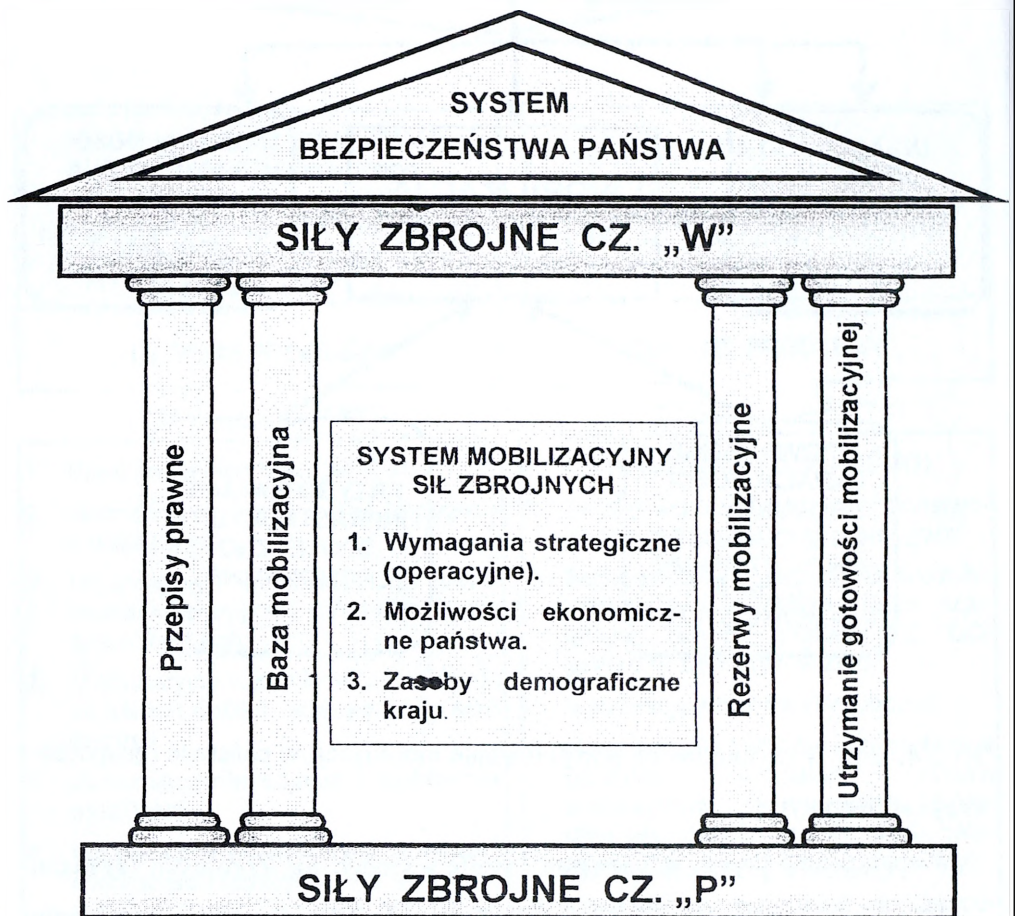 SYSTEM
BEZPIECZEŃSTWA PAŃSTWA
SIŁY ZBROJNE CZ. „W”
Przepisy prawne
Baza mobilizacyjna
SYSTEM MOBILIZACYJNY
SIŁ ZBROJNYCH
1. Wymagania strategiczne
(operacyjne).
2. Możliwości ekonomicz-
ne państwa.
3. Zasoby demograficzne
kraju.
Rezerwy mobilizacyjne
Utrzymanie gotowości mobilizacyjnej
SIŁY ZBROJNE CZ. „P”